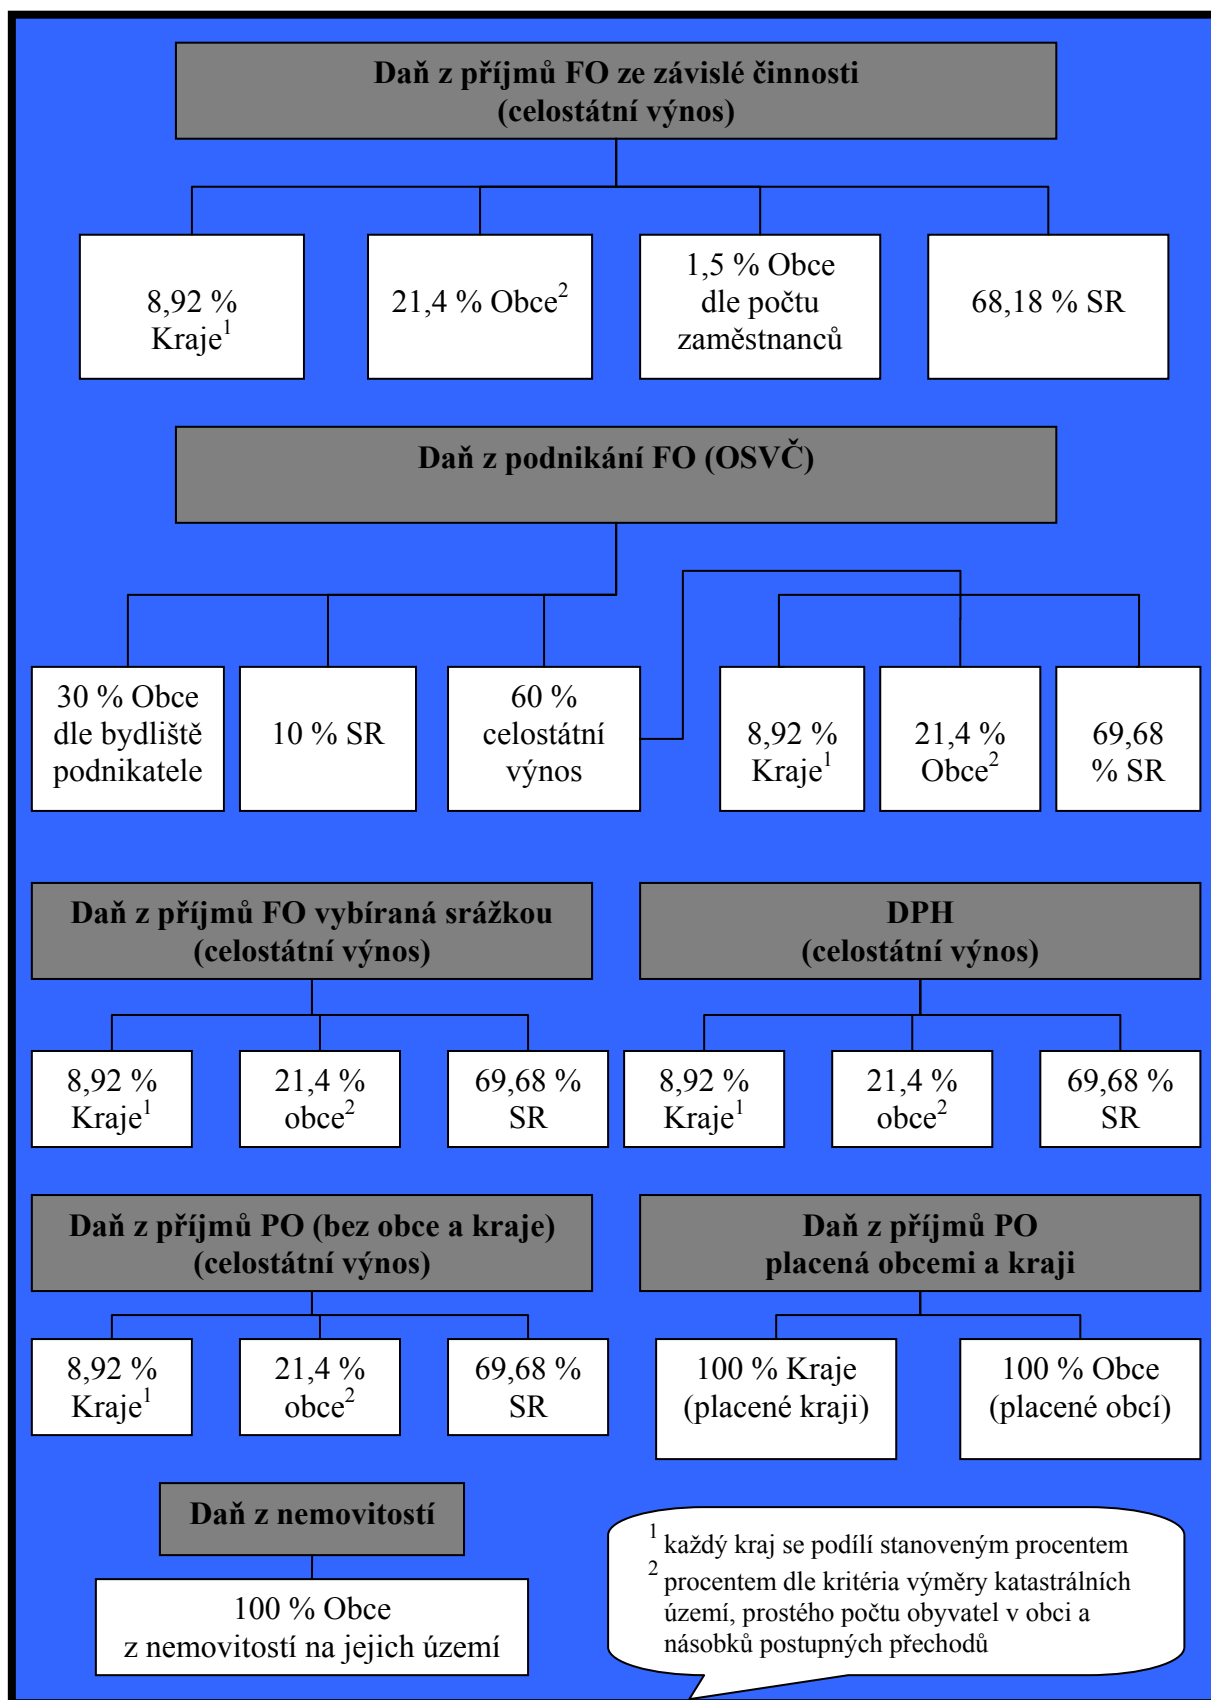 Daň z příjmů FO ze závislé činnosti
(celostátní výnos)
8,92 %
Kraje¹
21,4 % Obce²
1,5 % Obce
dle počtu
zaměstnanců
68,18 % SR
Daň z podnikání FO (OSVČ)
30 % Obce
dle bydliště
podnikatele
10 % SR
60 %
celostátní
výnos
8,92 %
Kraje¹
21,4 %
Obce²
69,68
% SR
Daň z příjmů FO vybíraná srážkou
(celostátní výnos)
8,92 %
Kraje¹
21,4 %
obce²
69,68 %
SR
DPH
(celostátní výnos)
8,92 %
Kraje¹
21,4 %
obce²
69,68 %
SR
Daň z příjmů PO (bez obce a kraje)
(celostátní výnos)
8,92 %
Kraje¹
21,4 %
obce²
69,68 %
SR
Daň z příjmů PO
placená obcemi a kraji
100 % Kraje
(placené kraji)
100 % Obce
(placené obcí)
Daň z nemovitostí
100 % Obce
z nemovitostí na jejich území
¹ každý kraj se podílí stanoveným procentem
² procentem dle kritéria výměry katastrálních
území, prostého počtu obyvatel v obci a
násobků postupných přechodů